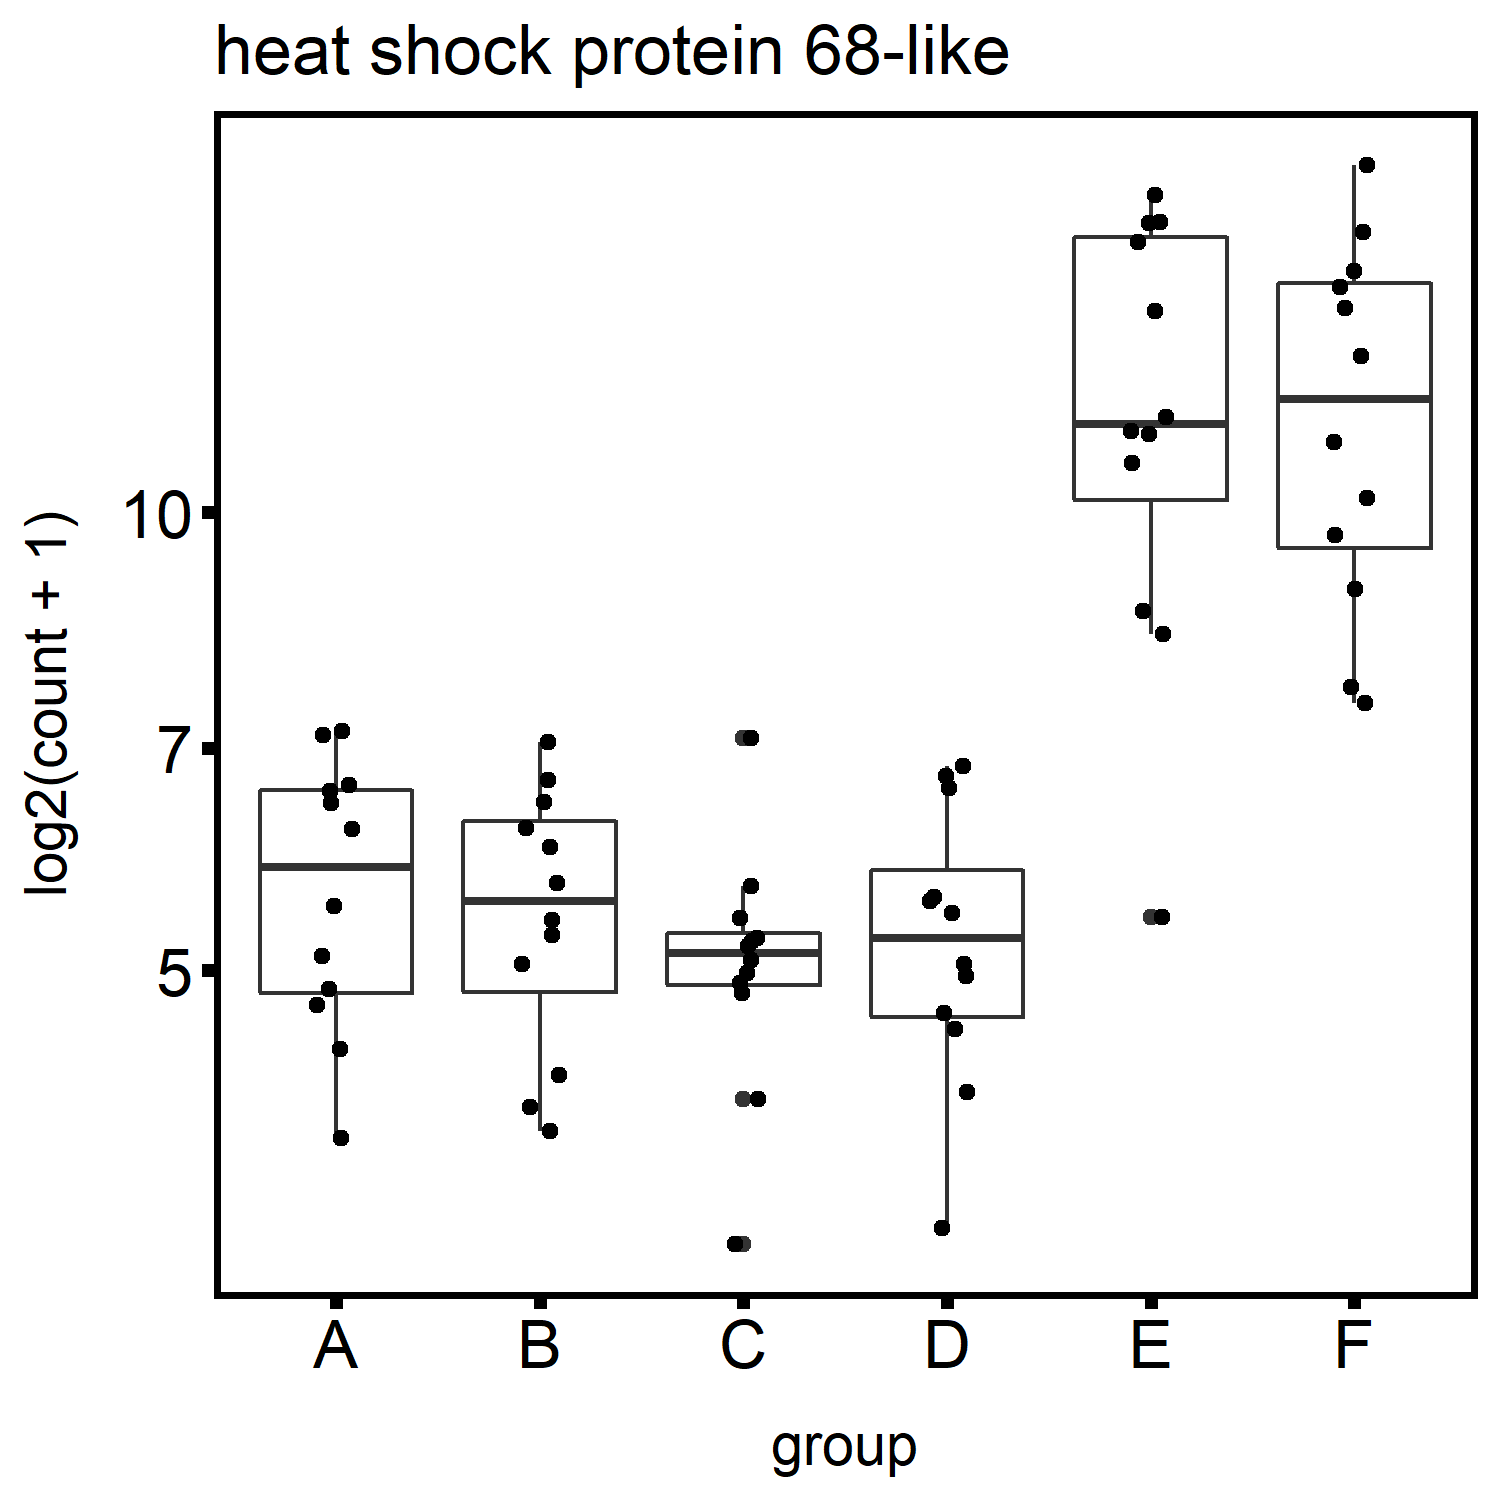 heat shock protein 68-like
log2(count + 1)
10
7
5
A B C D E F
group